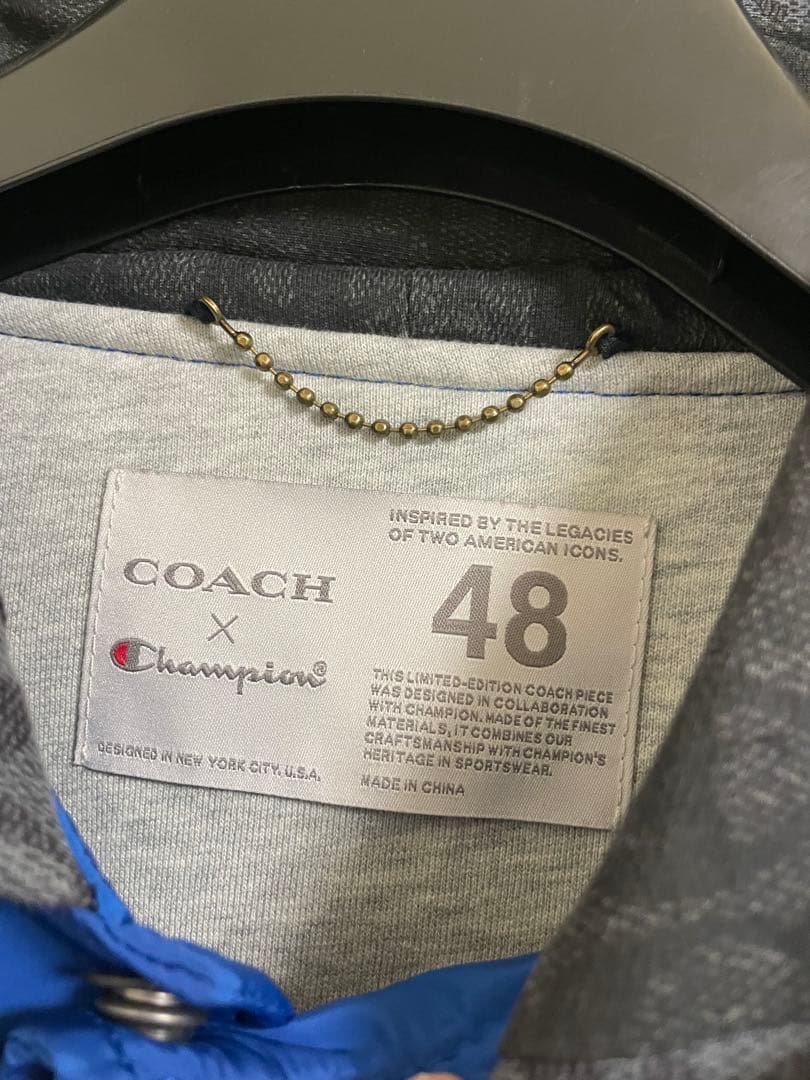 COACH
×
Champion®
DESIGNED IN NEW YORK CITY, U.S.A.
INSPIRED BY THE LEGACIES
OF TWO AMERICAN ICONS.
48
THIS LIMITED-EDITION COACH PIECE
WAS DESIGNED IN COLLABORATION
WITH CHAMPION. MADE OF THE FINEST
MATERIALS, IT COMBINES OUR
CRAFTSMANSHIP WITH CHAMPION'S
HERITAGE IN SPORTSWEAR.
MADE IN CHINA